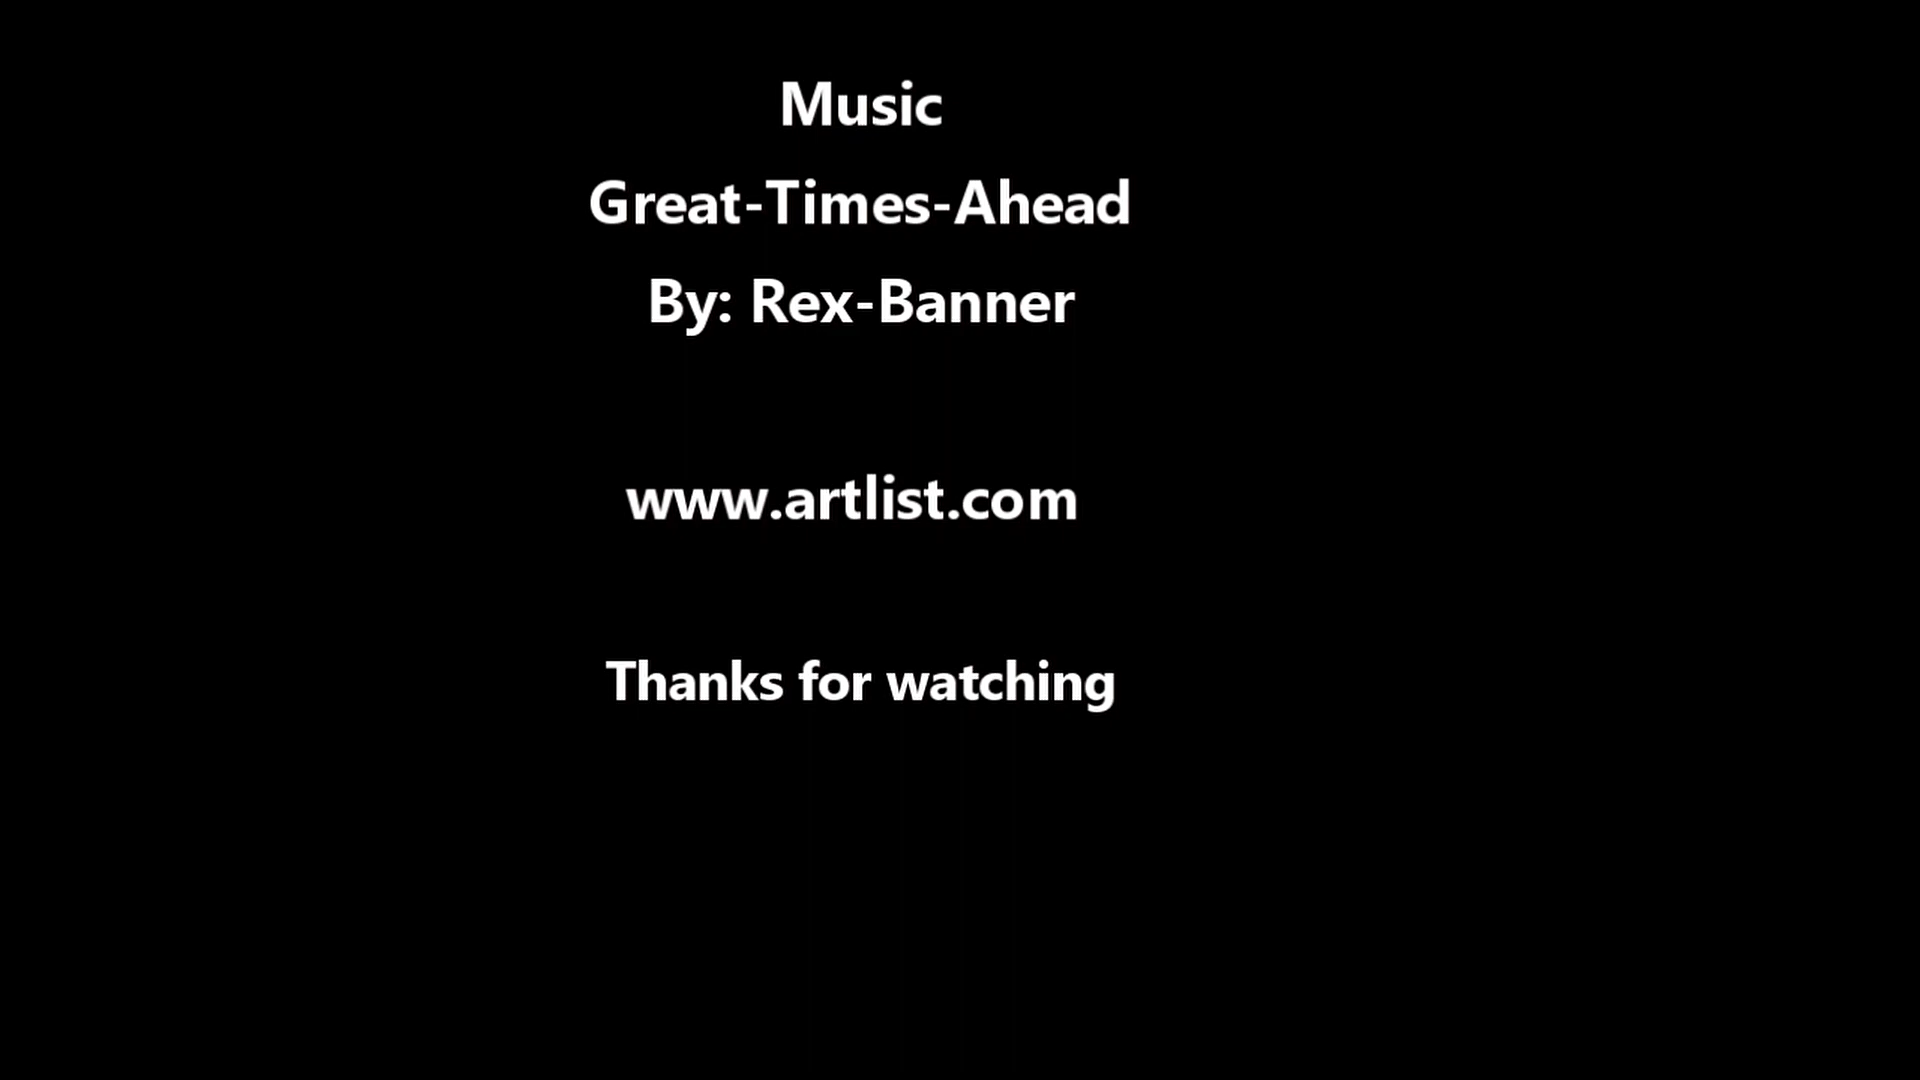 Music
Great-Times-Ahead
By: Rex-Banner
www.artlist.com
Thanks for watching